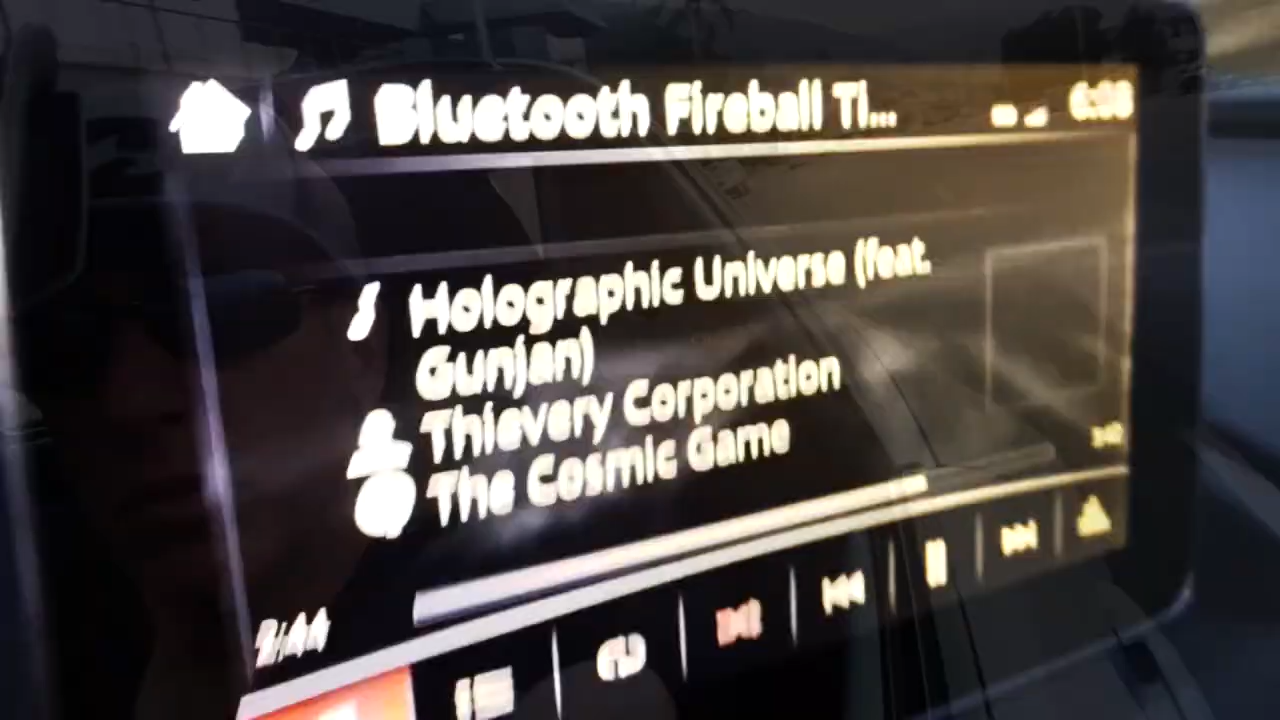 Bluetooth Fireball Ti...
Holographic Universe (feat.
Gunjan)
Thievery Corporation
The Cosmic Game